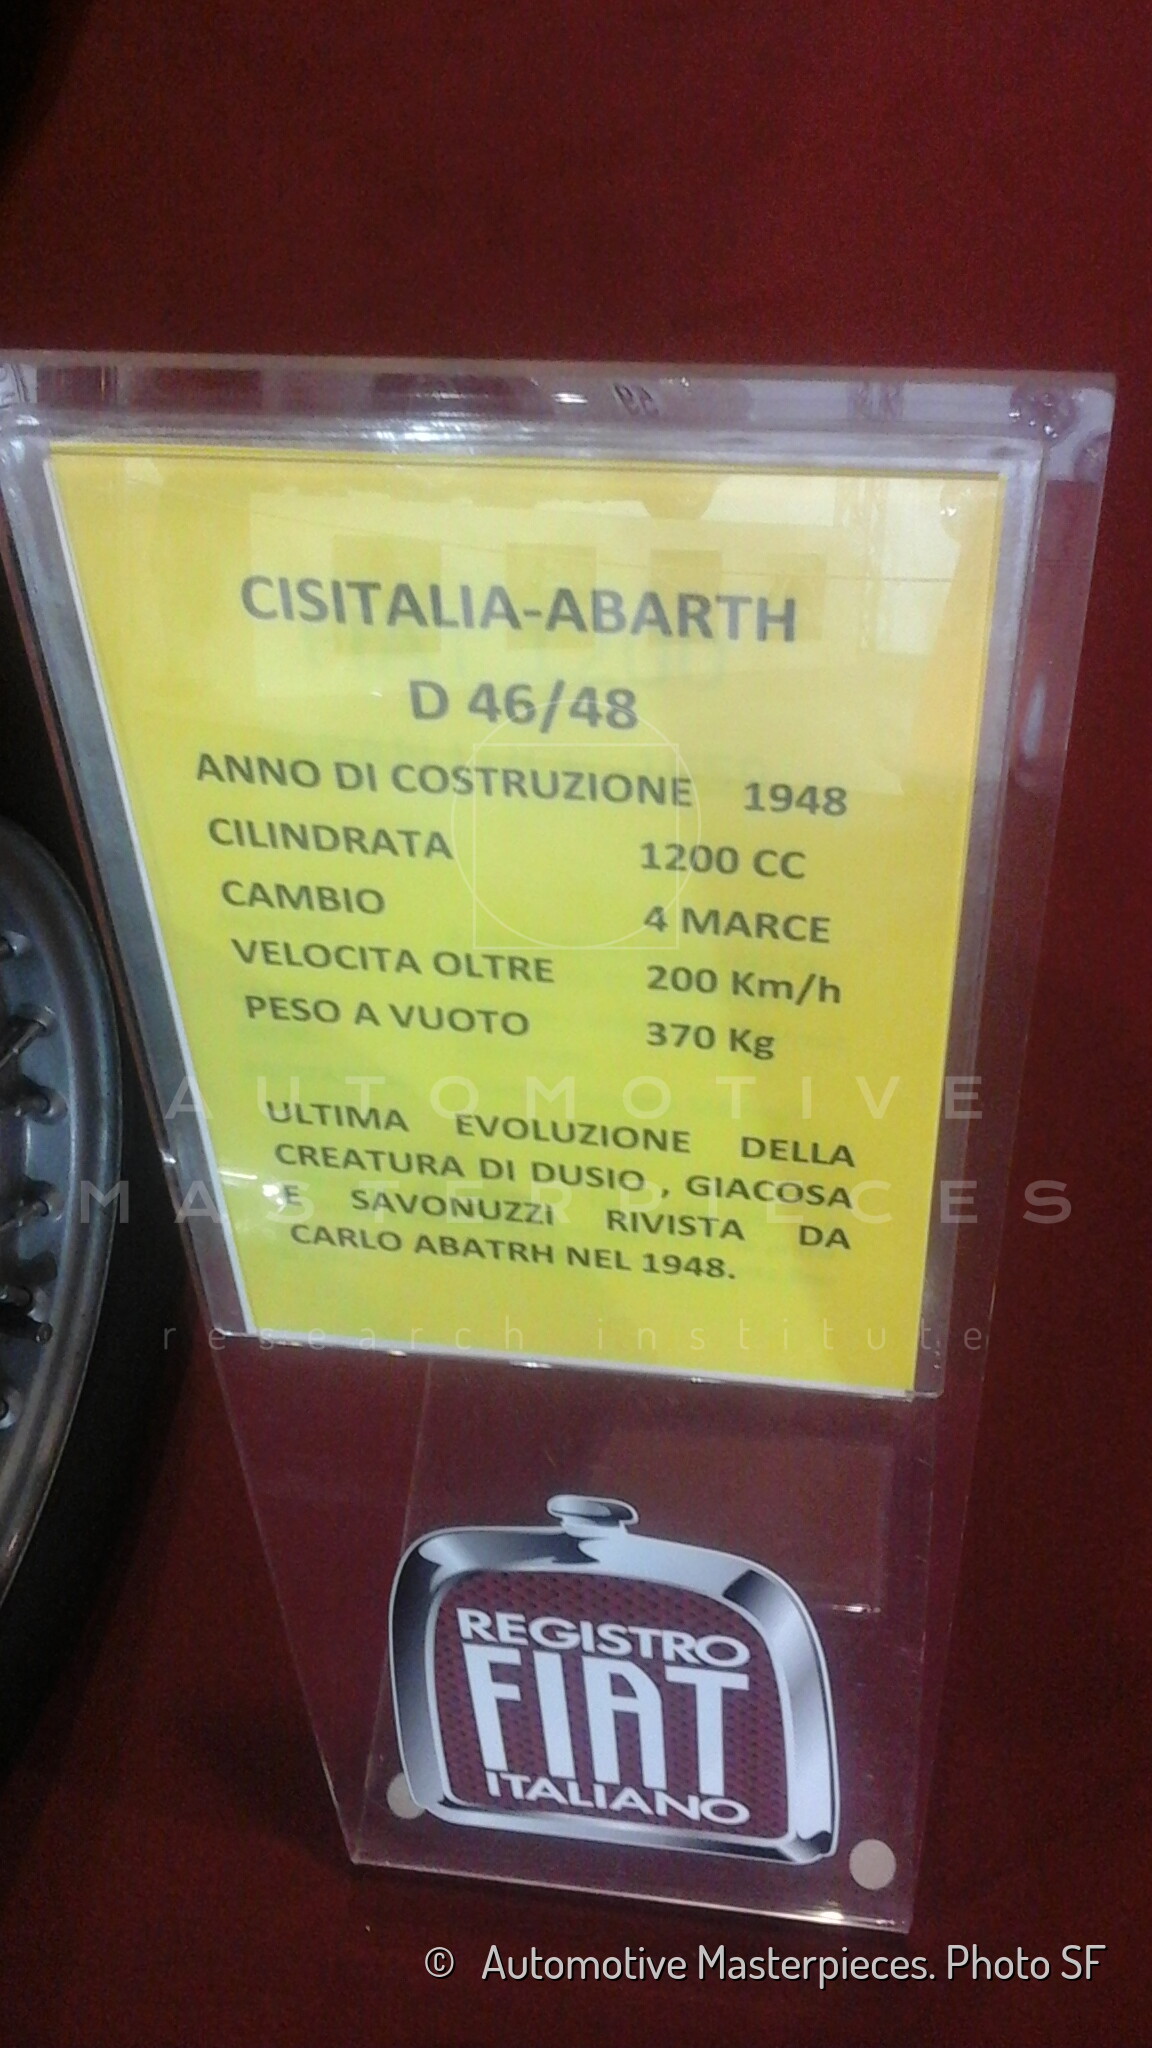 CISITALIA-ABARTH
D 46/48
ANNO DI COSTRUZIONE 1948
CILINDRATA 1200 CC
CAMBIO 4 MARCE
VELOCITA OLTRE 200 Km/h
PESO A VUOTO 370 Kg
ULTIMA EVOLUZIONE DELLA
CREATURA DI DUSIO , GIACOSA
E SAVONUZZI RIVISTA DA
CARLO ABATRH NEL 1948.
AUTOMOTIVE
MASTERPIECES
research institute
REGISTRO
FIAT
ITALIANO
© Automotive Masterpieces. Photo SF